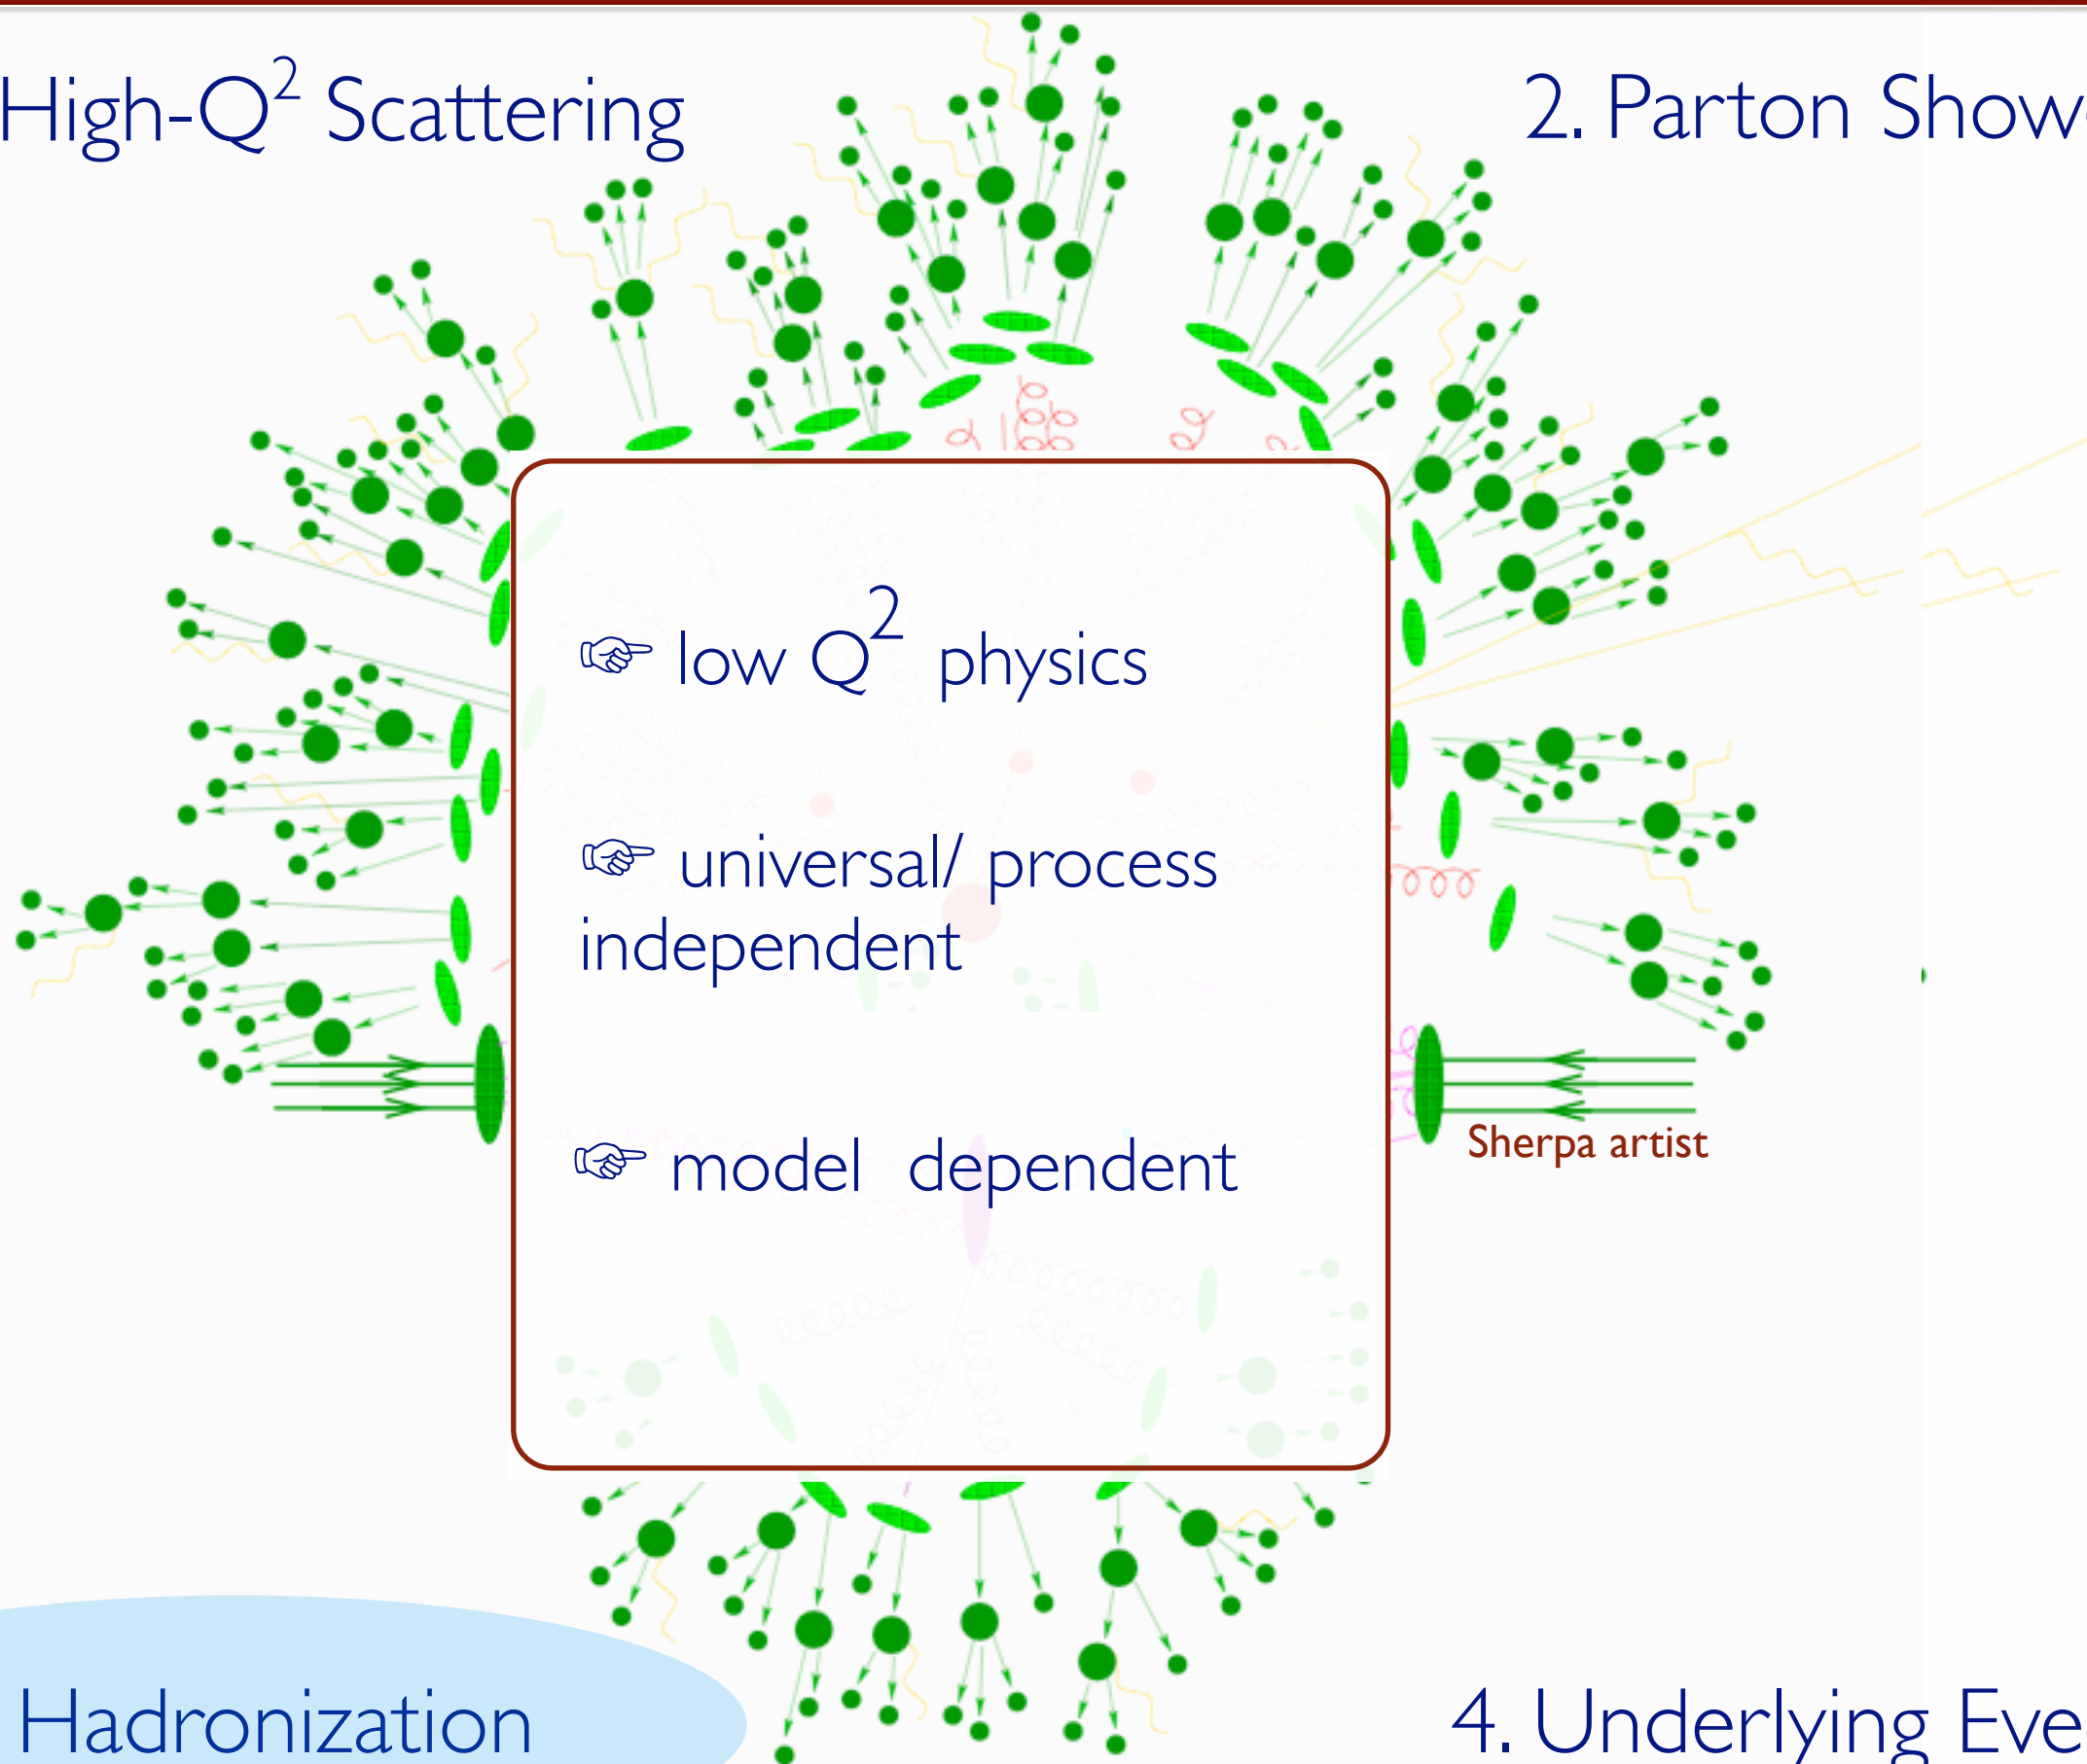 High-Q² Scattering
2. Parton Show
☞ low Q² physics
☞ universal/ process
independent
☞ model dependent
Sherpa artist
Hadronization
4. Underlying Eve